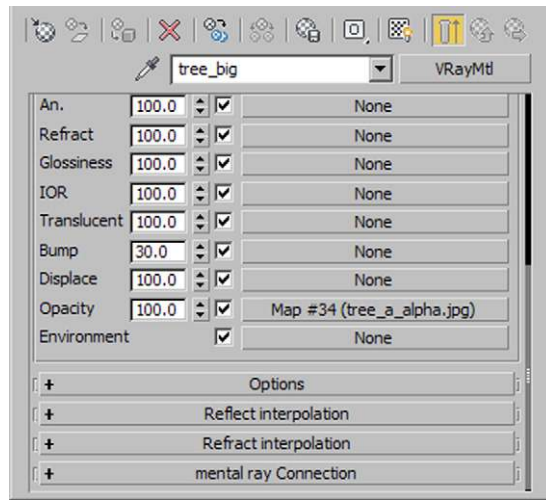 tree_big VRayMtl
An. 100.0 None
Refract 100.0 None
Glossiness 100.0 None
IOR 100.0 None
Translucent 100.0 None
Bump 30.0 None
Displace 100.0 None
Opacity 100.0 Map #34 (tree_a_alpha.jpg)
Environment None
+ Options
+ Reflect interpolation
+ Refract interpolation
+ mental ray Connection